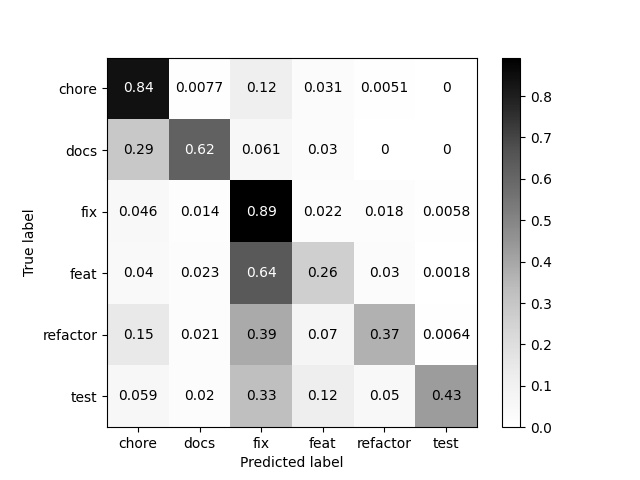 chore 0.84 0.0077 0.12 0.031 0.0051 0
docs 0.29 0.62 0.061 0.03 0 0
fix 0.046 0.014 0.89 0.022 0.018 0.0058
feat 0.04 0.023 0.64 0.26 0.03 0.0018
refactor 0.15 0.021 0.39 0.07 0.37 0.0064
test 0.059 0.02 0.33 0.12 0.05 0.43
chore docs fix feat refactor test
Predicted label
True label
0.8
0.7
0.6
0.5
0.4
0.3
0.2
0.1
0.0